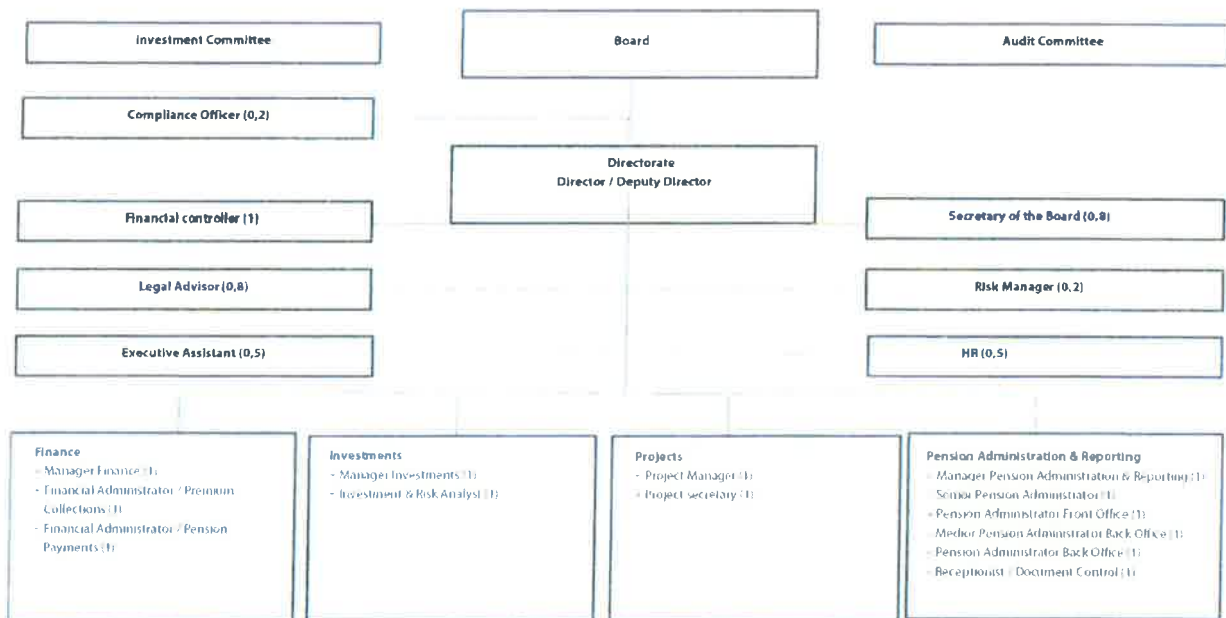 Investment Committee
Board
Audit Committee
Compliance Officer (0,2)
Directorate
Director / Deputy Director
Financial controller (1)
Secretary of the Board (0,8)
Legal Advisor (0,8)
Risk Manager (0,2)
Executive Assistant (0,5)
HR (0,5)
Finance
- Manager Finance (1)
- Financial Administrator / Premium
Collections (1)
- Financial Administrator / Pension
Payments (1)
Investments
- Manager Investments (1)
- Investment & Risk Analyst (1)
Projects
- Project Manager (1)
- Project secretary (1)
Pension Administration & Reporting
- Manager Pension Administration & Reporting (1)
Senior Pension Administrator (1)
- Pension Administrator Front Office (1)
- Medior Pension Administrator Back Office (1)
- Pension Administrator Back Office (1)
- Receptionist / Document Control (1)